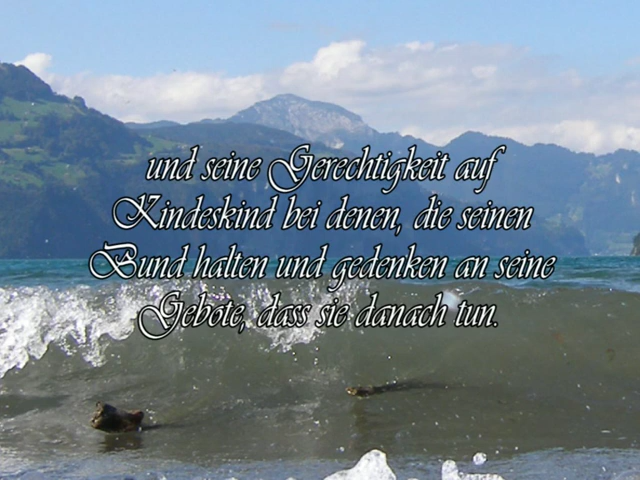 und seine Gerechtigkeit auf
Kindeskind bei denen, die seinen
Bund halten und gedenken an seine
Gebote, dass sie danach tun.